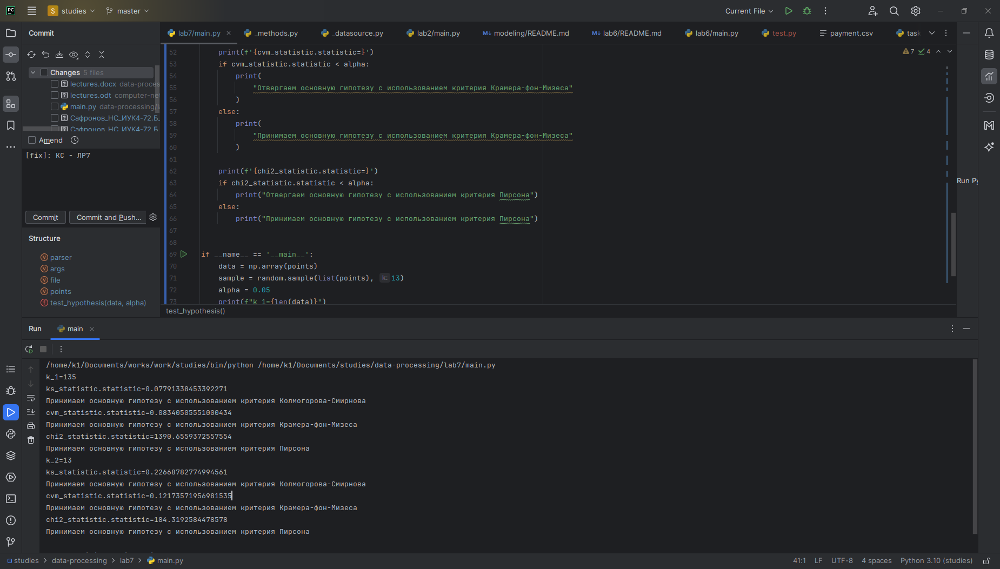 PC S studies master Current File
Commit
lab7/main.py _methods.py _datasource.py lab2/main.py M↓ modeling/README.md M↓ lab6/README.md lab6/main.py test.py payment.csv task
Changes 5 files
lectures.docx data-proces
lectures.odt computer-ne
main.py data-processing/l
Сафронов_НС_ИУК4-72.Б_
Сафронов_НС_ИУК4-72.Б
Amend
[fix]: КС - ЛР7
Commit Commit and Push...
Structure
parser
args
file
points
test_hypothesis(data, alpha)
7 4
52 print(f'{cvm_statistic.statistic=}')
53 if cvm_statistic.statistic < alpha:
54 print(
55 "Отвергаем основную гипотезу с использованием критерия Крамера-фон-Мизеса"
56 )
57 else:
58 print(
59 "Принимаем основную гипотезу с использованием критерия Крамера-фон-Мизеса"
60 )
61
62 print(f'{chi2_statistic.statistic=}')
63 if chi2_statistic.statistic < alpha:
64 print("Отвергаем основную гипотезу с использованием критерия Пирсона")
65 else:
66 print("Принимаем основную гипотезу с использованием критерия Пирсона")
67
68
69 if __name__ == '__main__':
70 data = np.array(points)
71 sample = random.sample(list(points), k: 13)
72 alpha = 0.05
73 print(f"k_1={len(data)}")
test_hypothesis()
Run Py
Run main
/home/k1/Documents/works/work/studies/bin/python /home/k1/Documents/studies/data-processing/lab7/main.py
k_1=135
ks_statistic.statistic=0.07791338453392271
Принимаем основную гипотезу с использованием критерия Колмогорова-Смирнова
cvm_statistic.statistic=0.08340505551000434
Принимаем основную гипотезу с использованием критерия Крамера-фон-Мизеса
chi2_statistic.statistic=1390.6559372557554
Принимаем основную гипотезу с использованием критерия Пирсона
k_2=13
ks_statistic.statistic=0.22668782774994561
Принимаем основную гипотезу с использованием критерия Колмогорова-Смирнова
cvm_statistic.statistic=0.12173571956981535
Принимаем основную гипотезу с использованием критерия Крамера-фон-Мизеса
chi2_statistic.statistic=184.3192584478578
Принимаем основную гипотезу с использованием критерия Пирсона
studies > data-processing > lab7 > main.py 41:1 LF UTF-8 4 spaces Python 3.10 (studies)